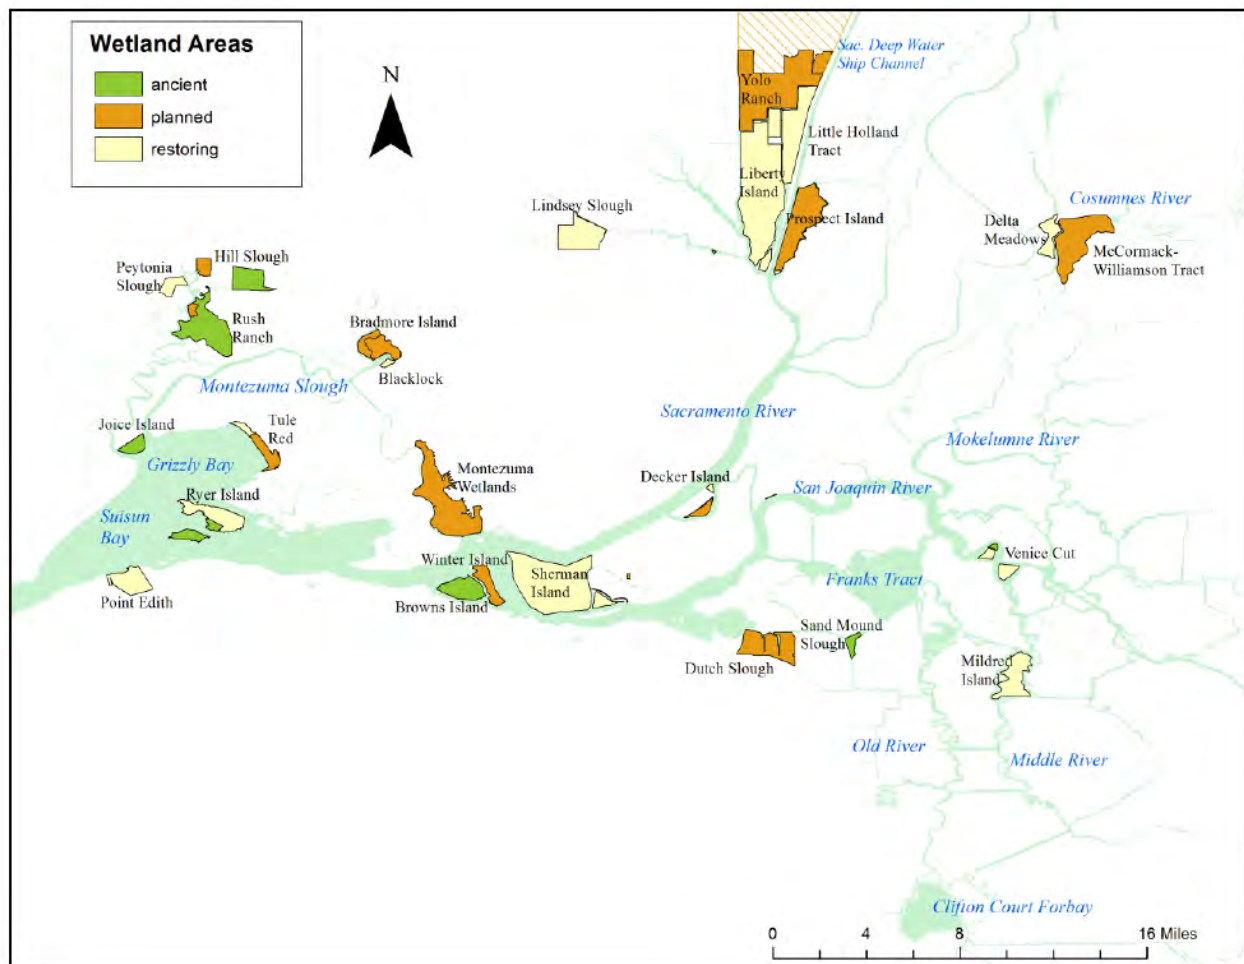 Wetland Areas
ancient
planned
restoring
N
Sac. Deep Water
Ship Channel
Yolo
Ranch
Little Holland
Tract
Liberty
Island
Prospect Island
Lindsey Slough
Cosumnes River
Delta
Meadows
McCormack-
Williamson Tract
Hill Slough
Peytonia
Slough
Rush
Ranch
Bradmore Island
Blacklock
Montezuma Slough
Joice Island
Tule
Red
Grizzly Bay
Sacramento River
Mokelumne River
Montezuma
Wetlands
Decker Island
San Joaquin River
Ryer Island
Suisun
Bay
Point Edith
Winter Island
Browns Island
Sherman
Island
Franks Tract
Venice Cut
Sand Mound
Slough
Dutch Slough
Mildred
Island
Old River
Middle River
Clifton Court Forbay
0 4 8 16 Miles